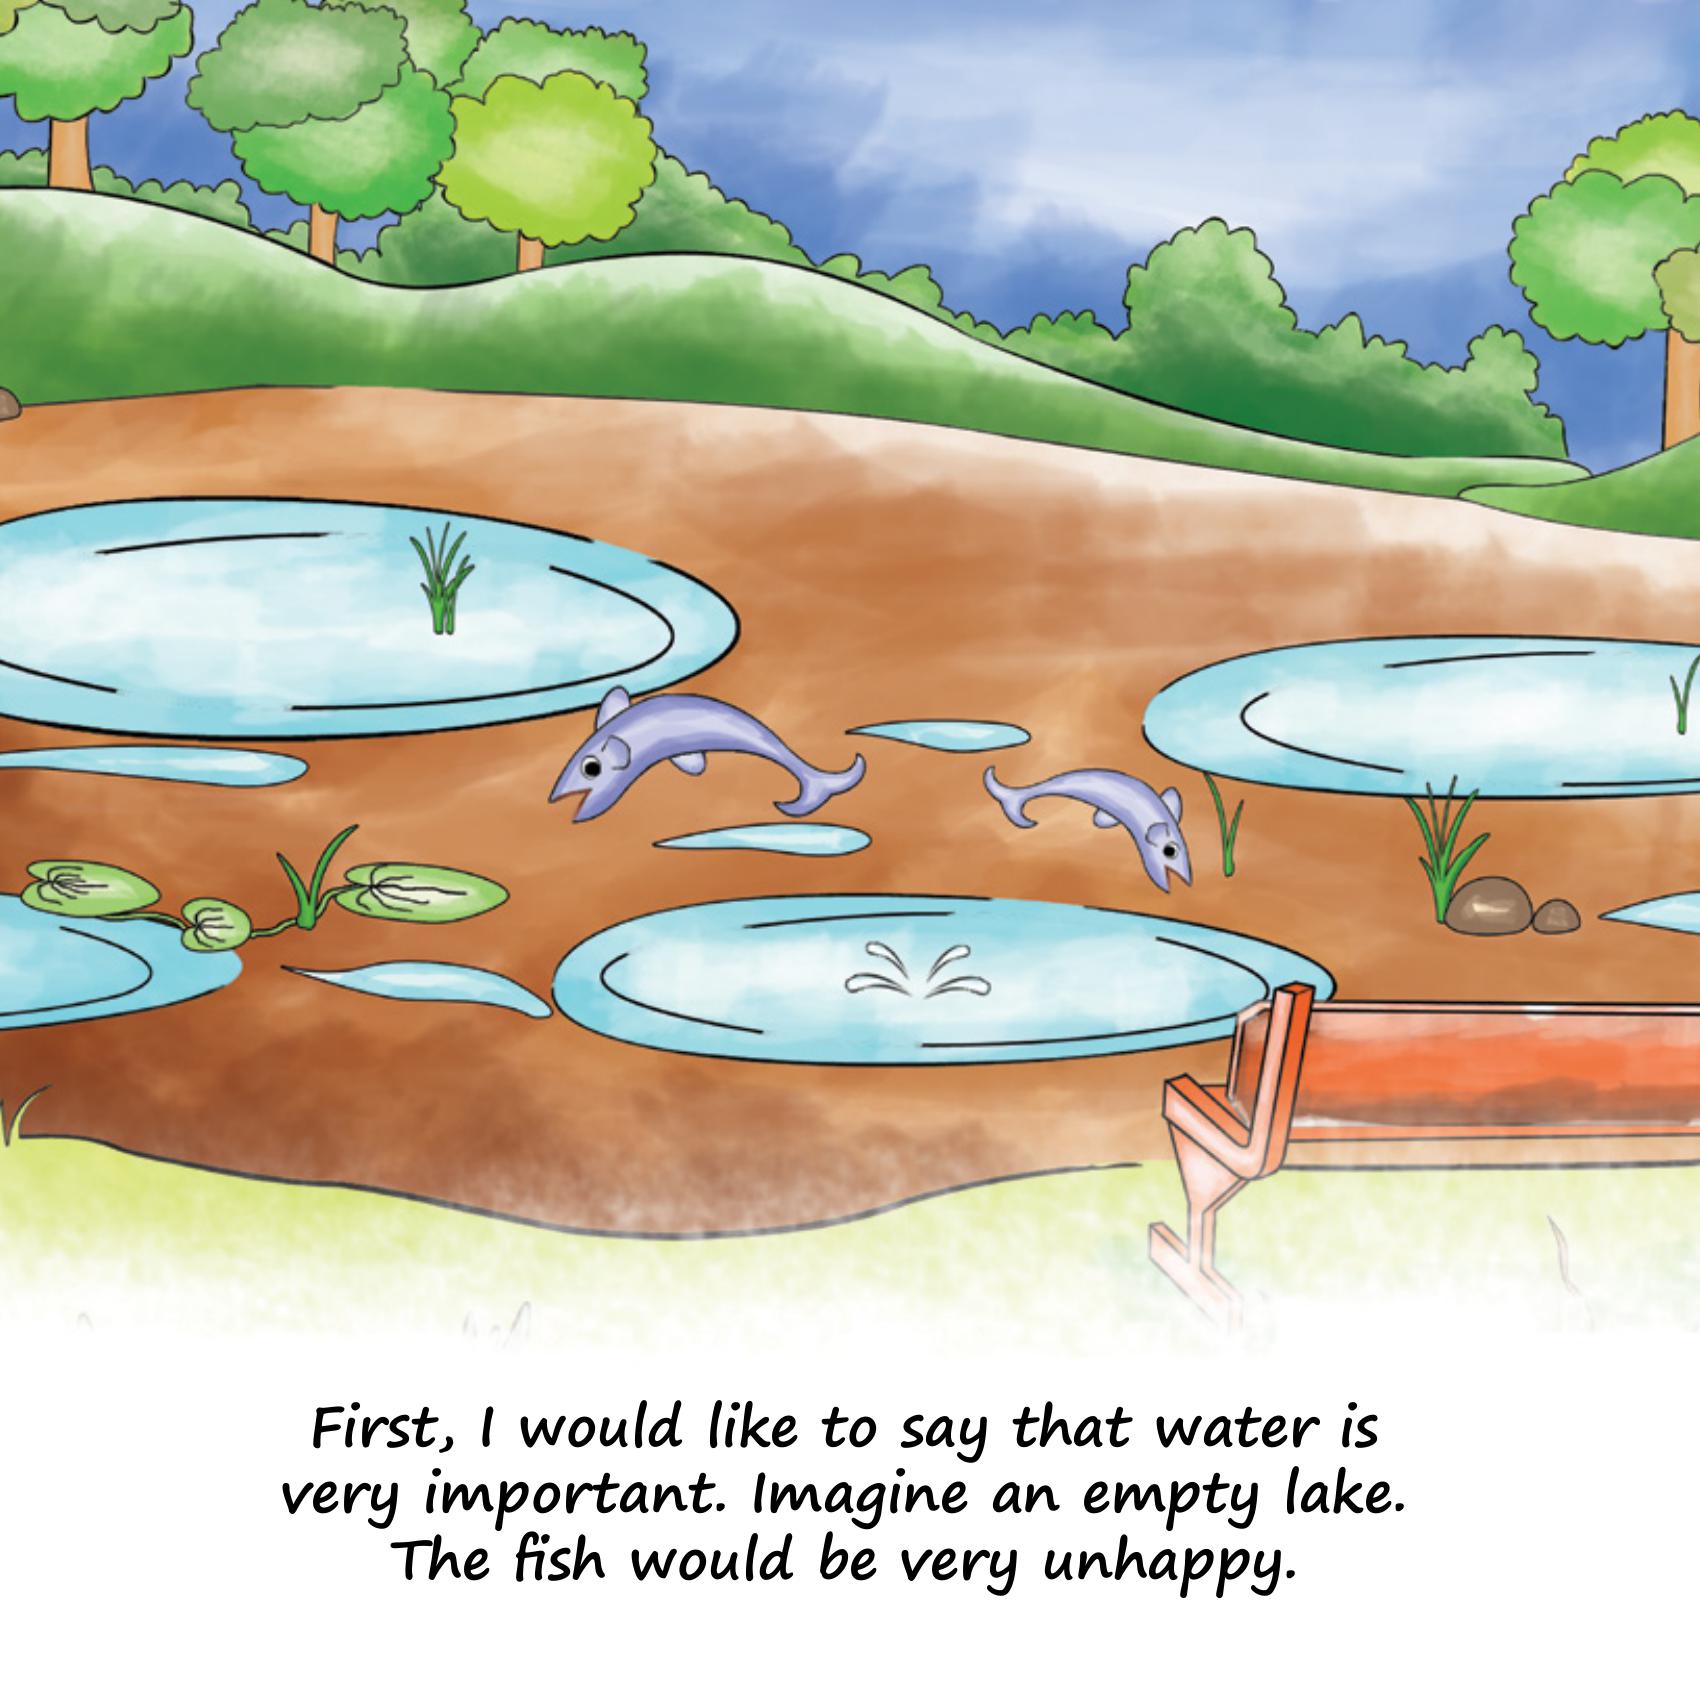 First, I would like to say that water is
very important. Imagine an empty lake.
The fish would be very unhappy.